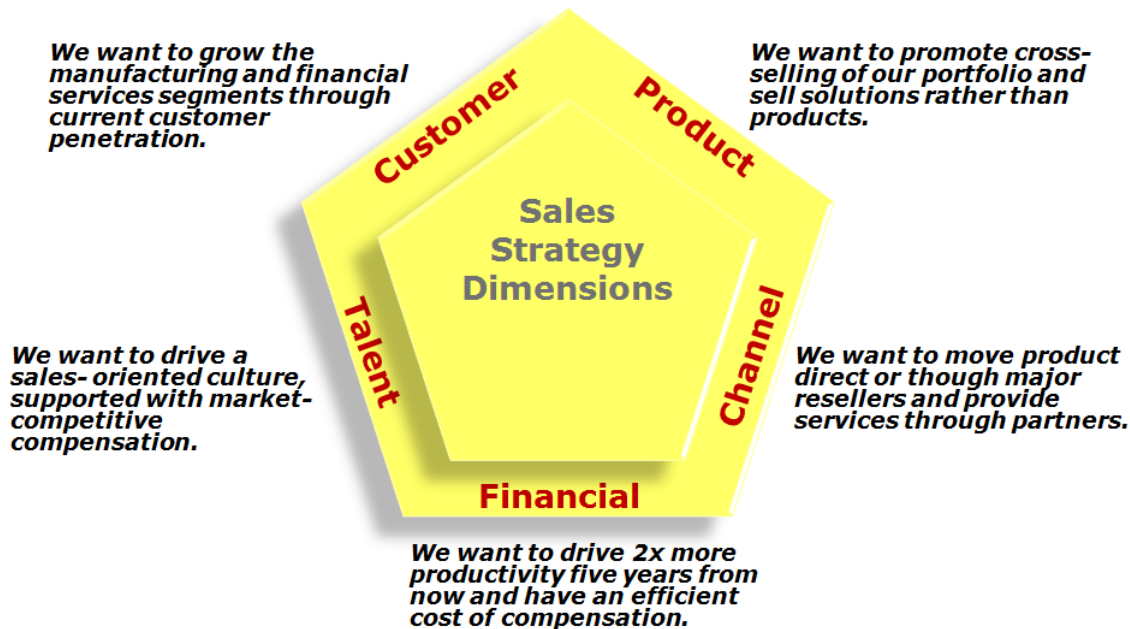 We want to grow the
manufacturing and financial
services segments through
current customer
penetration.
Customer
Product
We want to promote cross-
selling of our portfolio and
sell solutions rather than
products.
Sales
Strategy
Dimensions
Talent
We want to drive a
sales- oriented culture,
supported with market-
competitive
compensation.
Channel
We want to move product
direct or though major
resellers and provide
services through partners.
Financial
We want to drive 2x more
productivity five years from
now and have an efficient
cost of compensation.